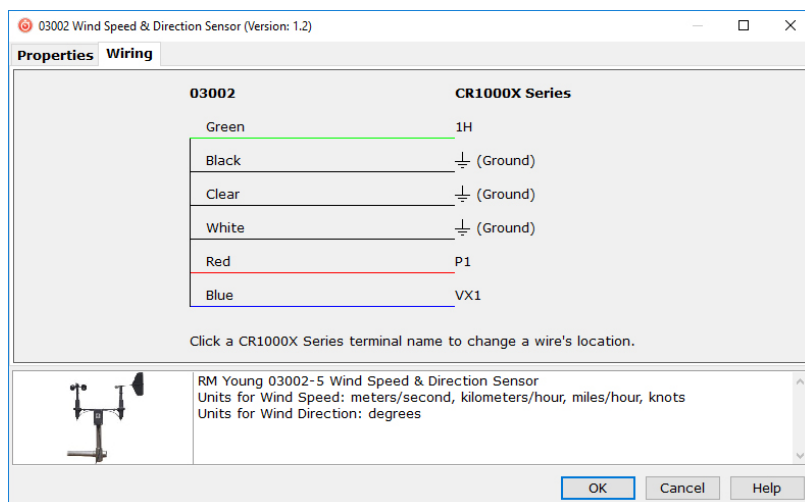 03002 Wind Speed & Direction Sensor (Version: 1.2)
Properties Wiring
03002 CR1000X Series
Green 1H
Black (Ground)
Clear (Ground)
White (Ground)
Red P1
Blue VX1
Click a CR1000X Series terminal name to change a wire's location.
RM Young 03002-5 Wind Speed & Direction Sensor
Units for Wind Speed: meters/second, kilometers/hour, miles/hour, knots
Units for Wind Direction: degrees
OK Cancel Help